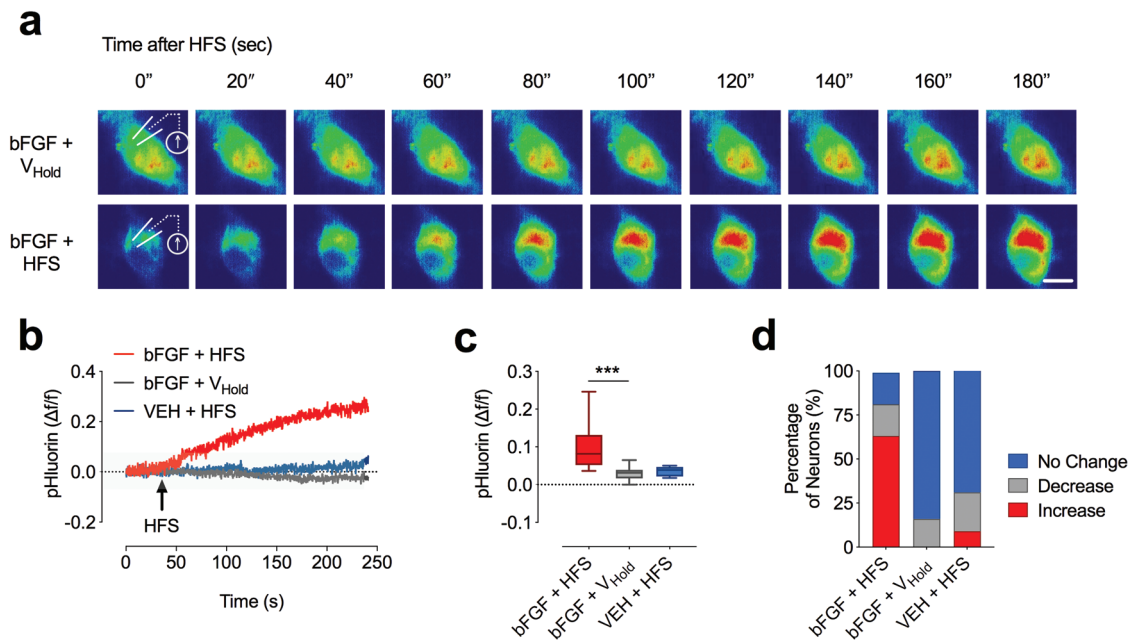 a
Time after HFS (sec)
0” 20″ 40” 60” 80” 100” 120” 140” 160” 180”
bFGF +
VHold
bFGF +
HFS
b
bFGF + HFS
bFGF + VHold
VEH + HFS
pHluorin (Δf/f)
0.4
0.2
0.0
-0.2
HFS
0 50 100 150 200 250
Time (s)
c
pHluorin (Δf/f)
0.3
0.2
0.1
0.0
-0.1
***
bFGF + HFS
bFGF + VHold
VEH + HFS
d
Percentage
of Neurons (%)
100
75
50
25
0
bFGF + HFS
bFGF + VHold
VEH + HFS
No Change
Decrease
Increase